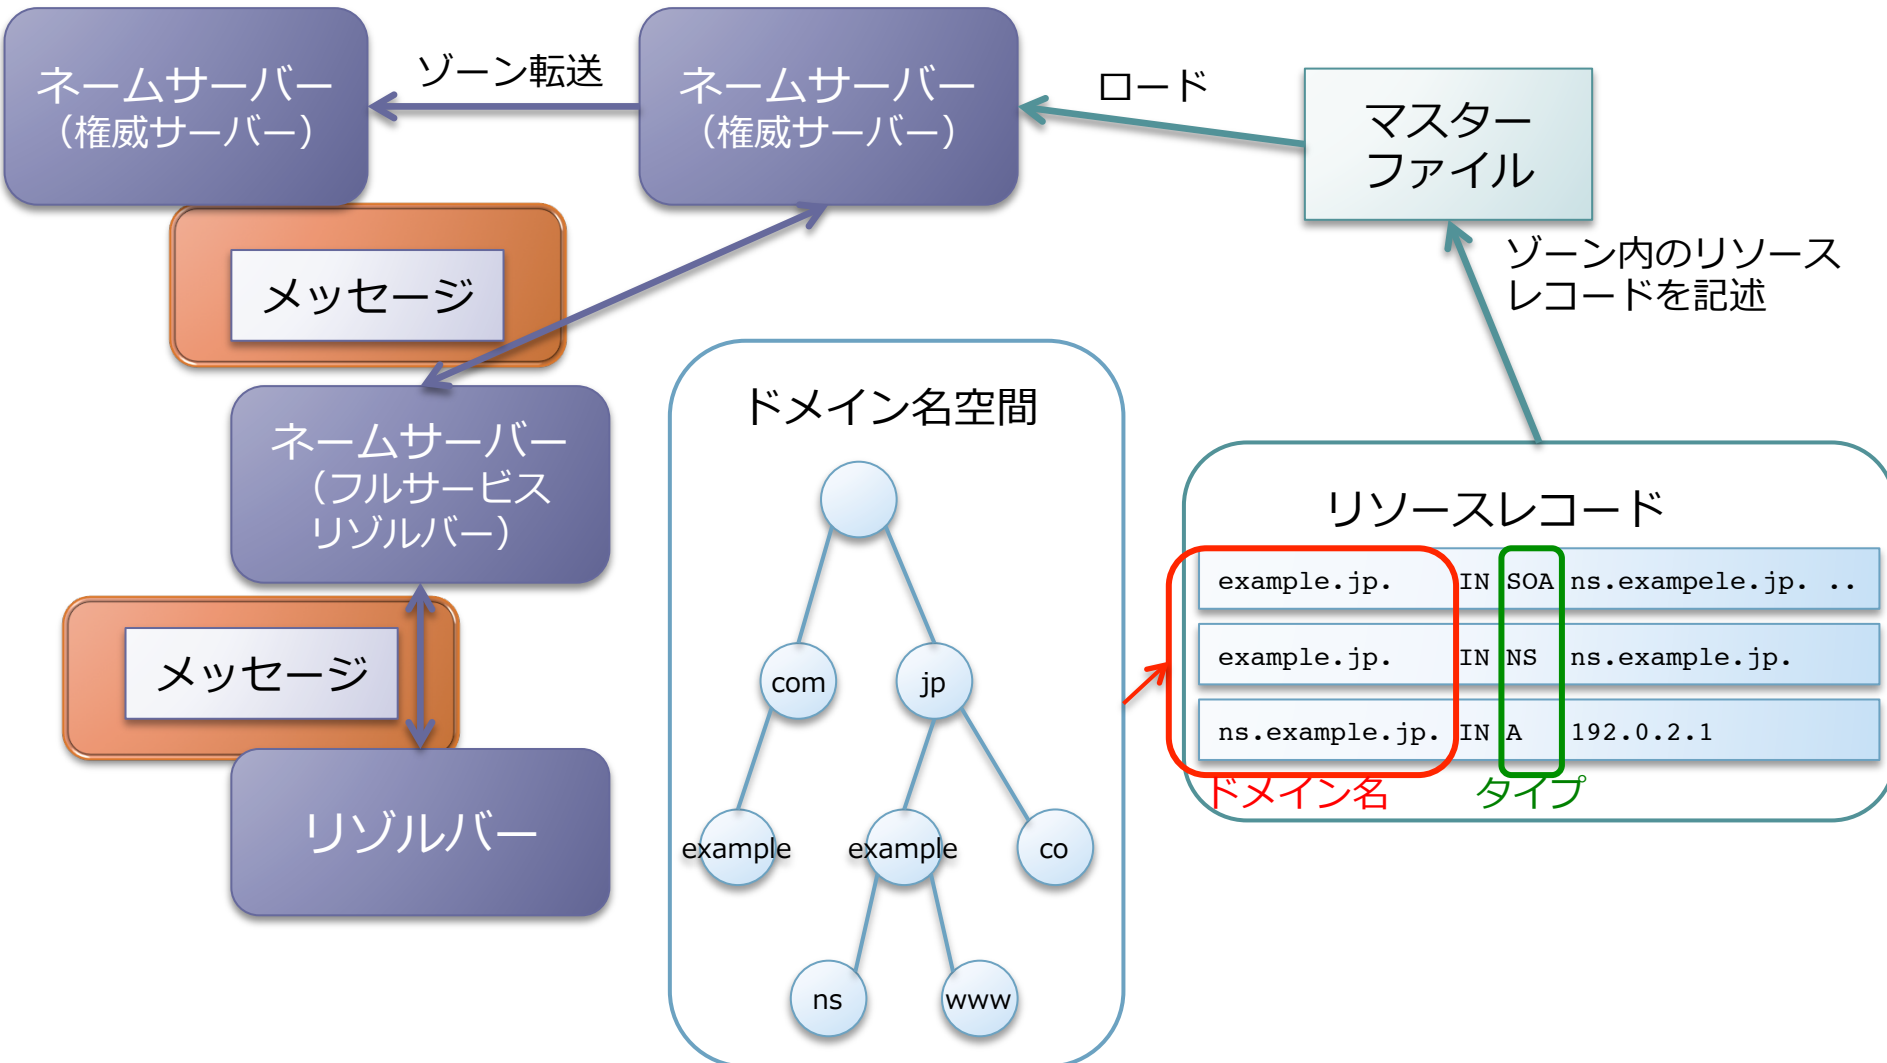 ネームサーバー
（権威サーバー）
ゾーン転送
ネームサーバー
（権威サーバー）
ロード
マスター
ファイル
メッセージ
ゾーン内のリソース
レコードを記述
ネームサーバー
（フルサービス
リゾルバー）
メッセージ
リゾルバー
ドメイン名空間
com
jp
example
example
co
ns
www
リソースレコード
example.jp. IN SOA ns.exampele.jp. ..
example.jp. IN NS ns.example.jp.
ns.example.jp. IN A 192.0.2.1
ドメイン名
タイプ